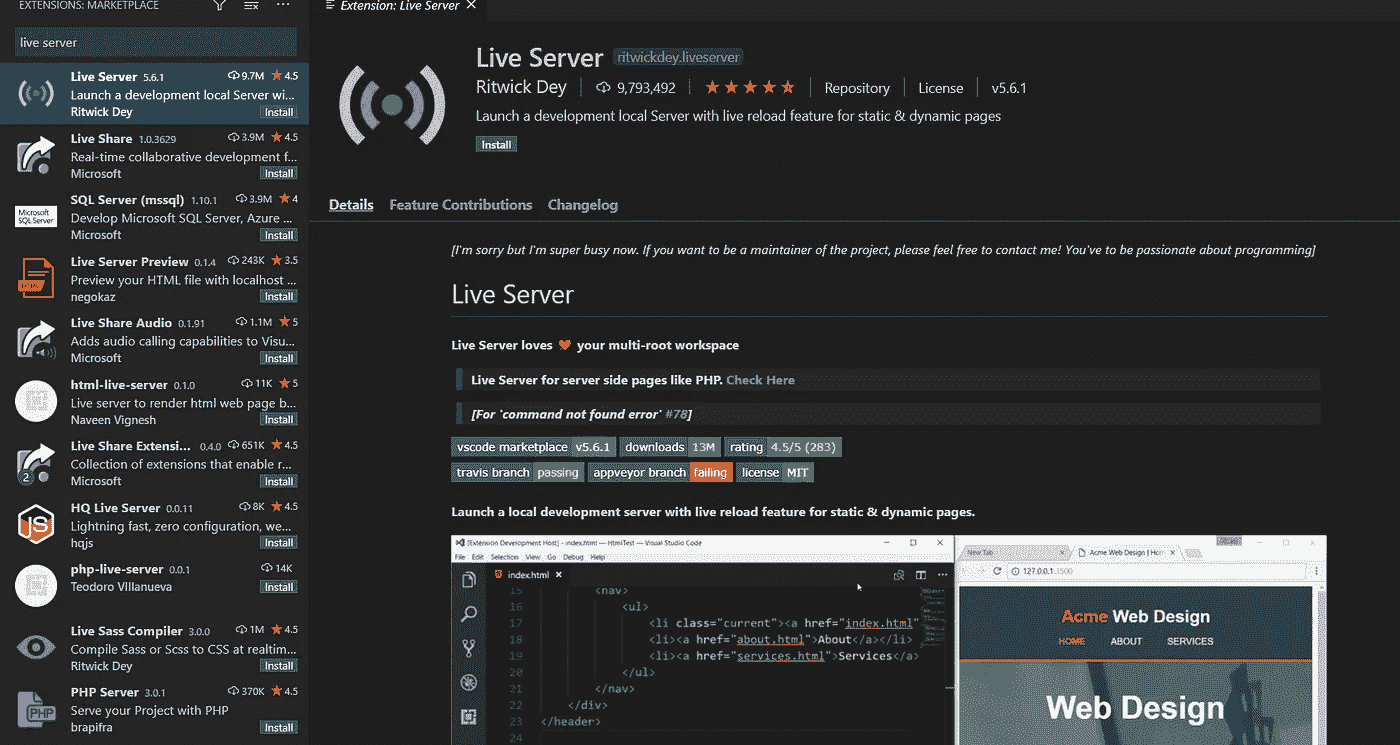 EXTENSIONS: MARKETPLACE
live server
Live Server 5.6.1 9.7M 4.5
Launch a development local Server wi...
Ritwick Dey Install
Live Share 1.0.3629 3.9M 4.5
Real-time collaborative development f...
Microsoft Install
Microsoft
SQL Server
SQL Server (mssql) 1.10.1 3.9M 4
Develop Microsoft SQL Server, Azure ...
Microsoft Install
Live Server Preview 0.1.4 243K 3.5
Preview your HTML file with localhost ...
negokaz Install
Live Share Audio 0.1.91 1.1M 5
Adds audio calling capabilities to Visu...
Microsoft Install
html-live-server 0.1.0 11K 5
Live server to render html web page b...
Naveen Vignesh Install
2
Live Share Extensi... 0.4.0 651K 4.5
Collection of extensions that enable r...
Microsoft Install
JS
HQ Live Server 0.0.11 8K 4.5
Lightning fast, zero configuration, we...
hqjs Install
php-live-server 0.0.1 14K
Teodoro VIllanueva Install
Live Sass Compiler 3.0.0 1M 4.5
Compile Sass or Scss to CSS at realtim...
Ritwick Dey Install
PHP
PHP Server 3.0.1 370K 4.5
Serve your Project with PHP
brapifra Install
Extension: Live Server
Live Server ritwickdey.liveserver
Ritwick Dey 9,793,492 Repository License v5.6.1
Launch a development local Server with live reload feature for static & dynamic pages
Install
Details Feature Contributions Changelog
[I'm sorry but I'm super busy now. If you want to be a maintainer of the project, please feel free to contact me! You've to be passionate about programming]
Live Server
Live Server loves your multi-root workspace
Live Server for server side pages like PHP. Check Here
[For 'command not found error' #78]
vscode marketplace v5.6.1 downloads 13M rating 4.5/5 (283)
travis branch passing appveyor branch failing license MIT
Launch a local development server with live reload feature for static & dynamic pages.
[Extension Development Host] - index.html — HtmlTest — Visual Studio Code
File Edit Selection View Go Debug Help
index.html
15 <nav>
16 <ul>
17 <li class="current"><a href="index.html"
18 <li><a href="about.html">About</a></li>
19 <li><a href="services.html">Services</a>
20 </ul>
21 </nav>
22 </div>
23 </header>
24
New Tab Acme Web Design | Hom
127.0.0.1:3500
Acme Web Design
HOME ABOUT SERVICES
Web Design